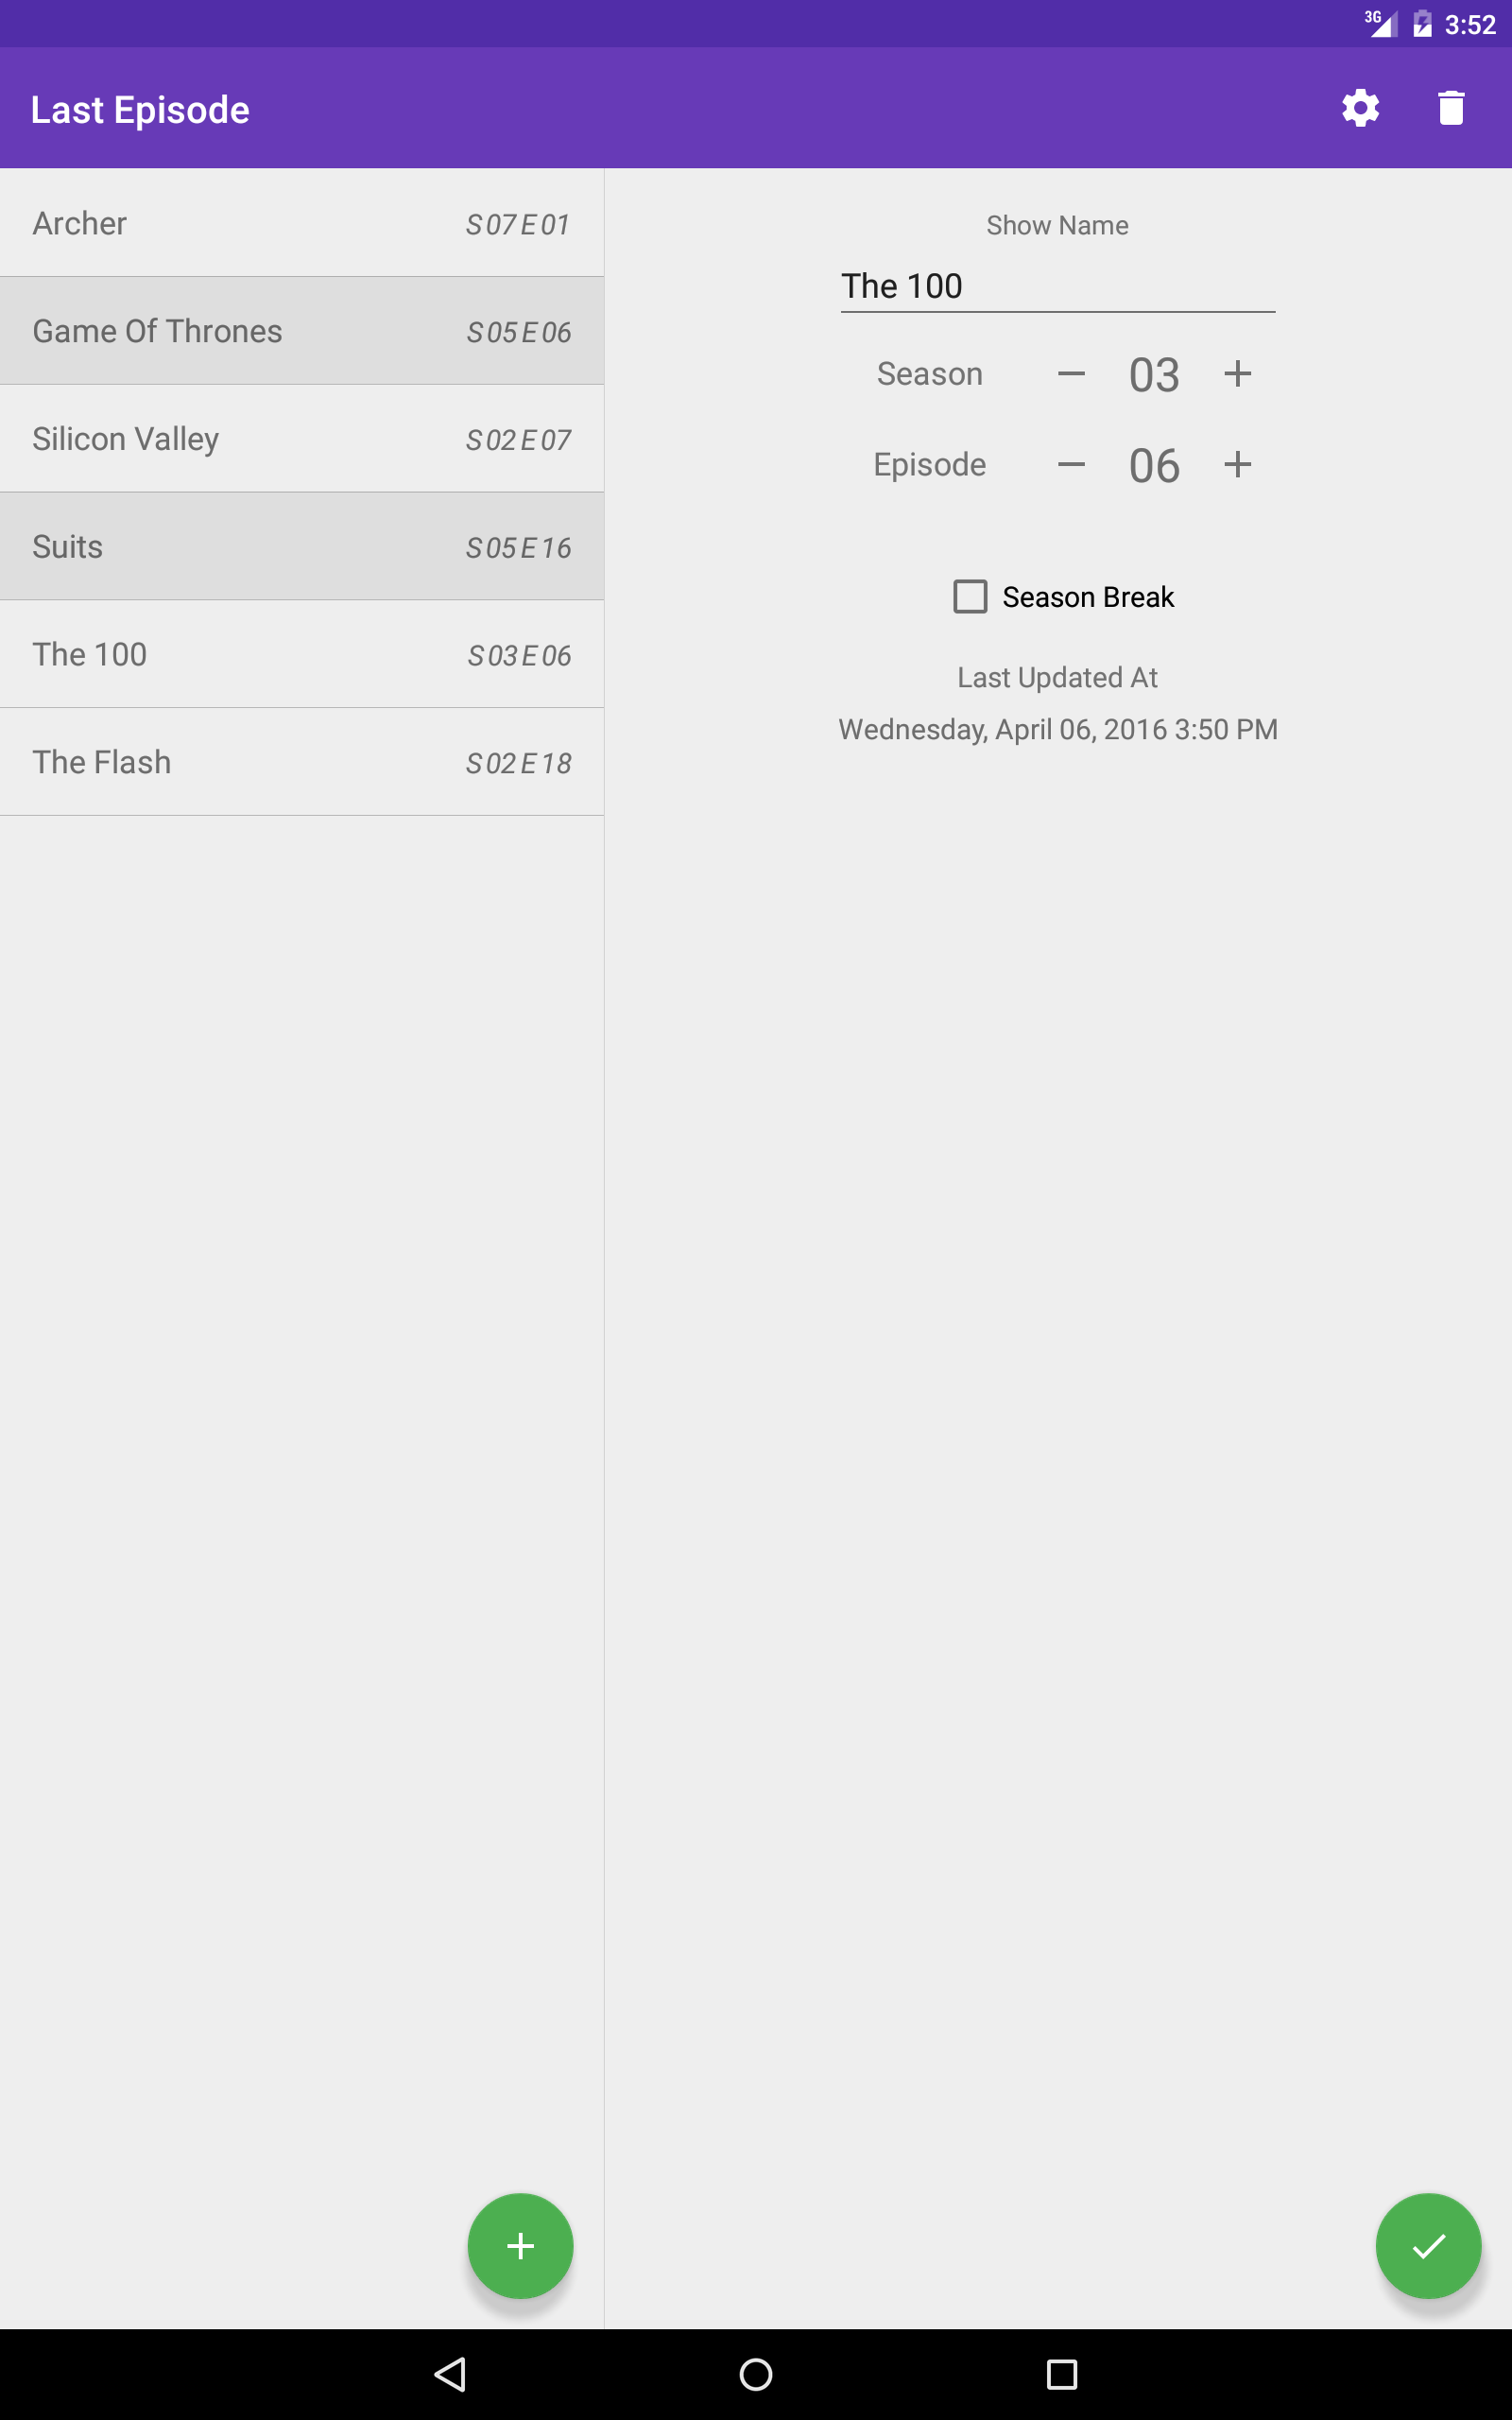 3G 3:52
Last Episode
Archer S07E01
Game Of Thrones S05E06
Silicon Valley S02E07
Suits S05E16
The 100 S03E06
The Flash S02E18
Show Name
The 100
Season − 03 +
Episode − 06 +
Season Break
Last Updated At
Wednesday, April 06, 2016 3:50 PM